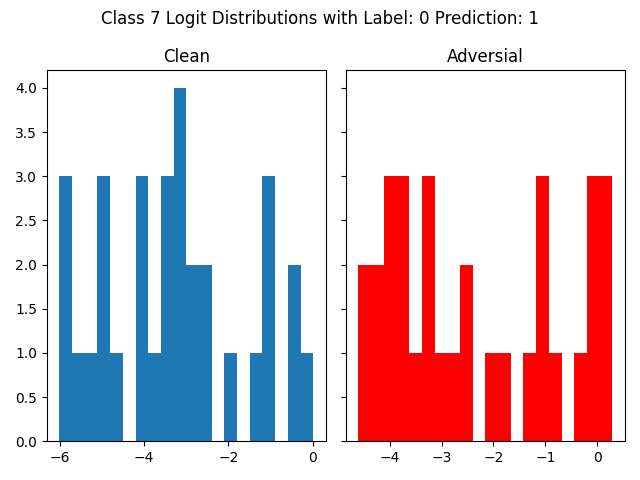 Class 7 Logit Distributions with Label: 0 Prediction: 1
Clean
Adversial
4.0
3.5
3.0
2.5
2.0
1.5
1.0
0.5
0.0
−6 −4 −2 0
−4 −3 −2 −1 0